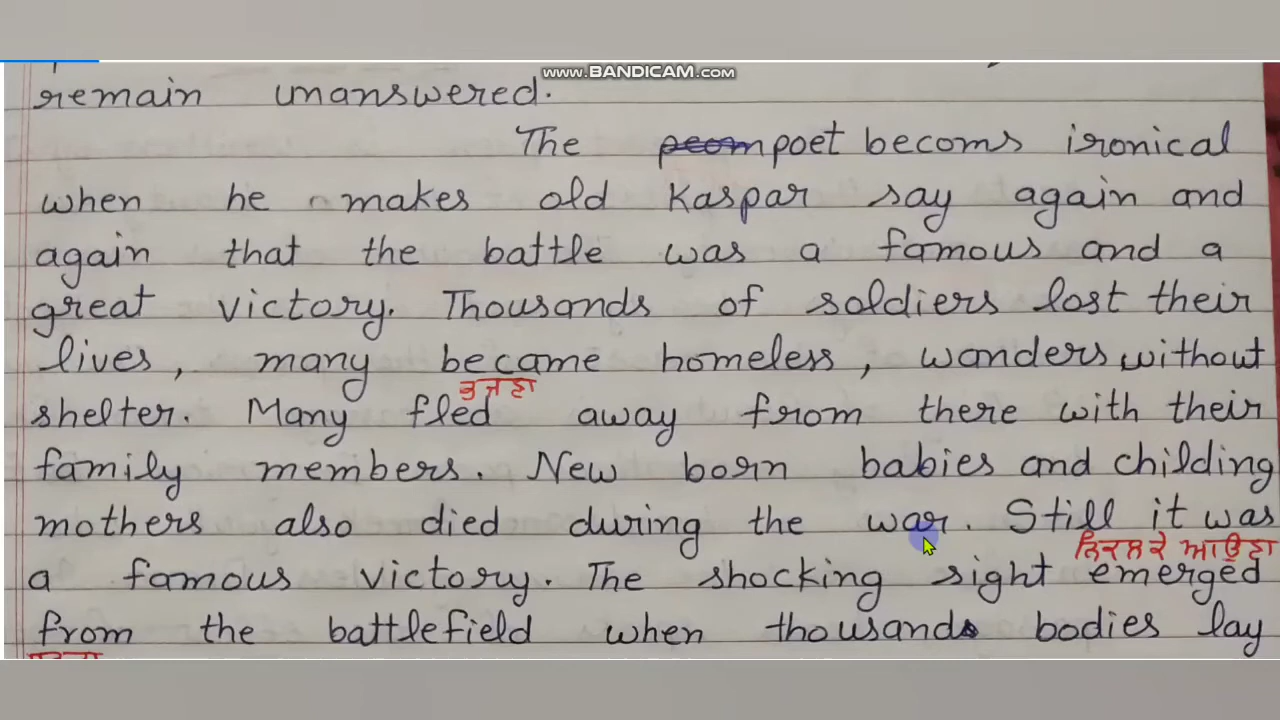 www.BANDICAM.com
remain unanswered.
The peom poet becoms ironical
when he makes old Kaspar say again and
again that the battle was a famous and a
great victory. Thousands of soldiers lost their
lives, many became homeless, wanders without
ਭਜਣਾ
shelter. Many fled away from there with their
family members. New born babies and childing
mothers also died during the war. Still it was
ਨਿਕਲ ਕੇ ਆਉਣਾ
a famous victory. The shocking sight emerged
from the battlefield when thousands bodies lay